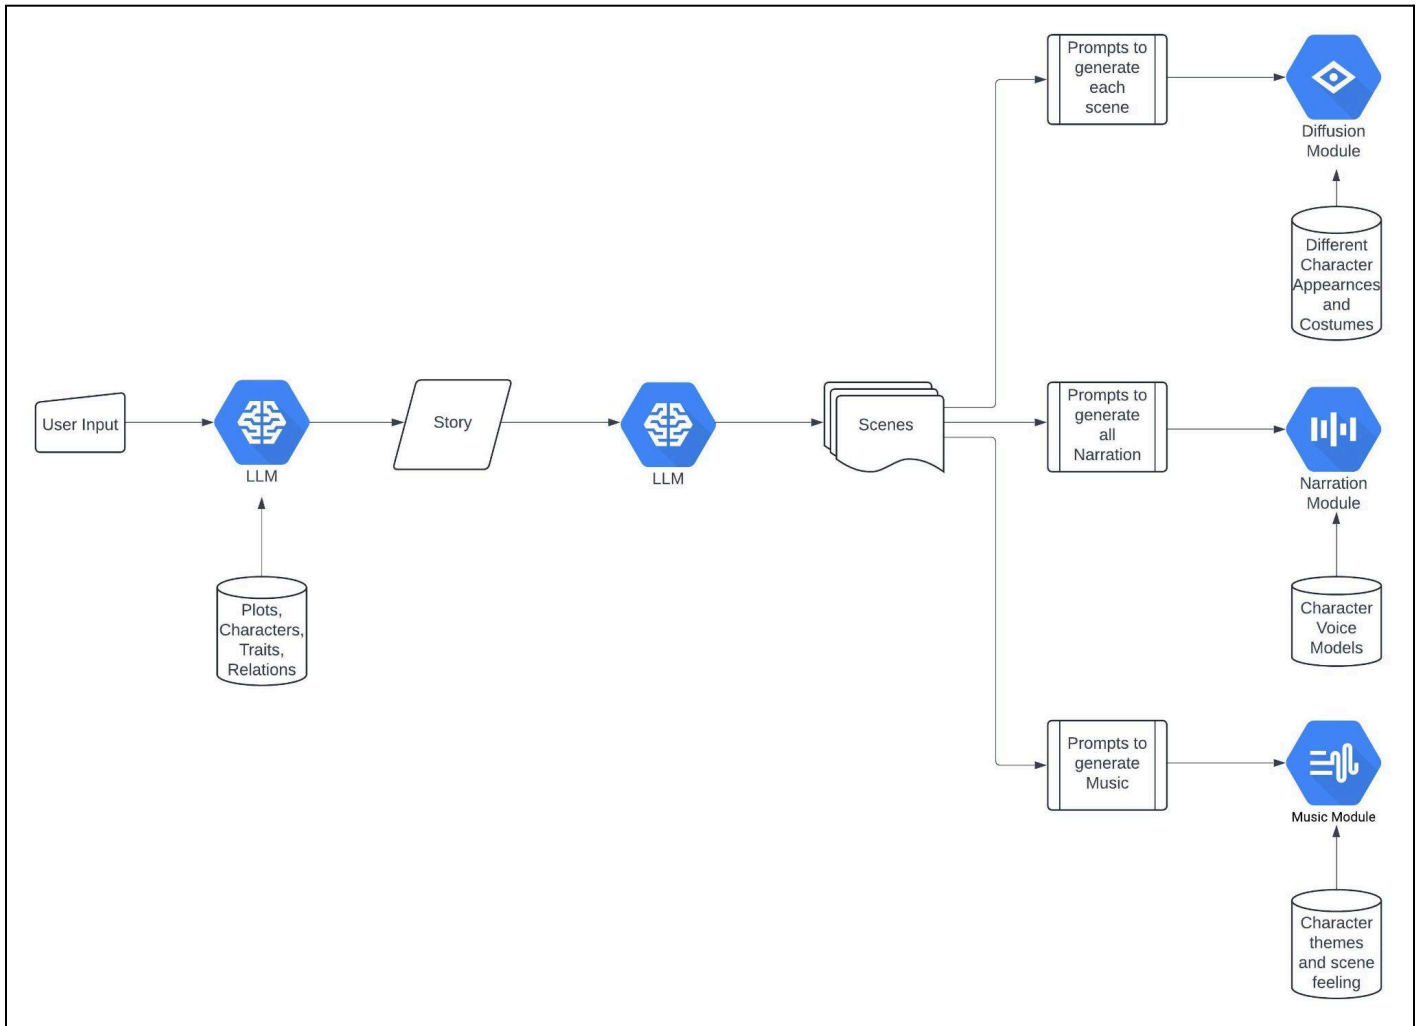 Prompts to
generate
each
scene
Diffusion
Module
Different
Character
Appearnces
and
Costumes
User Input
LLM
Plots,
Characters,
Traits,
Relations
Story
LLM
Scenes
Prompts to
generate
all
Narration
Narration
Module
Character
Voice
Models
Prompts to
generate
Music
Music Module
Character
themes
and scene
feeling